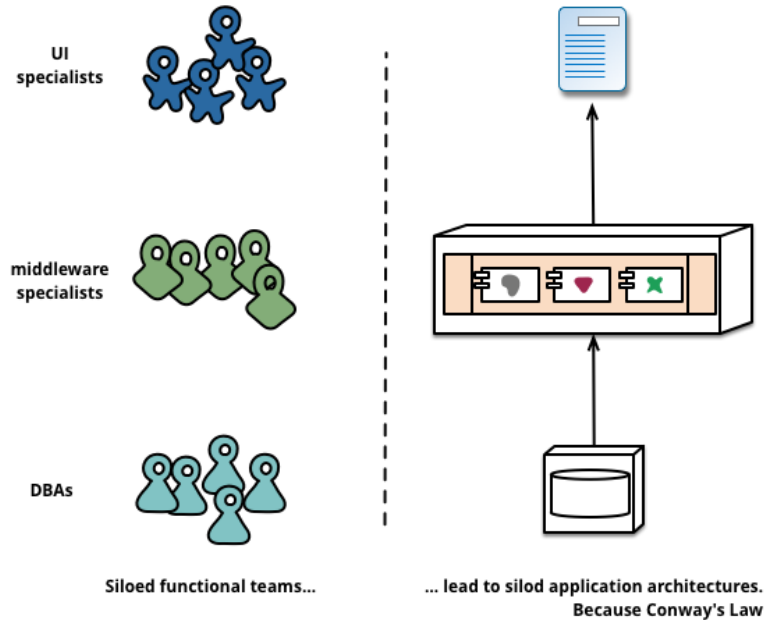 UI
specialists
middleware
specialists
DBAs
Siloed functional teams...
... lead to silod application architectures.
Because Conway's Law